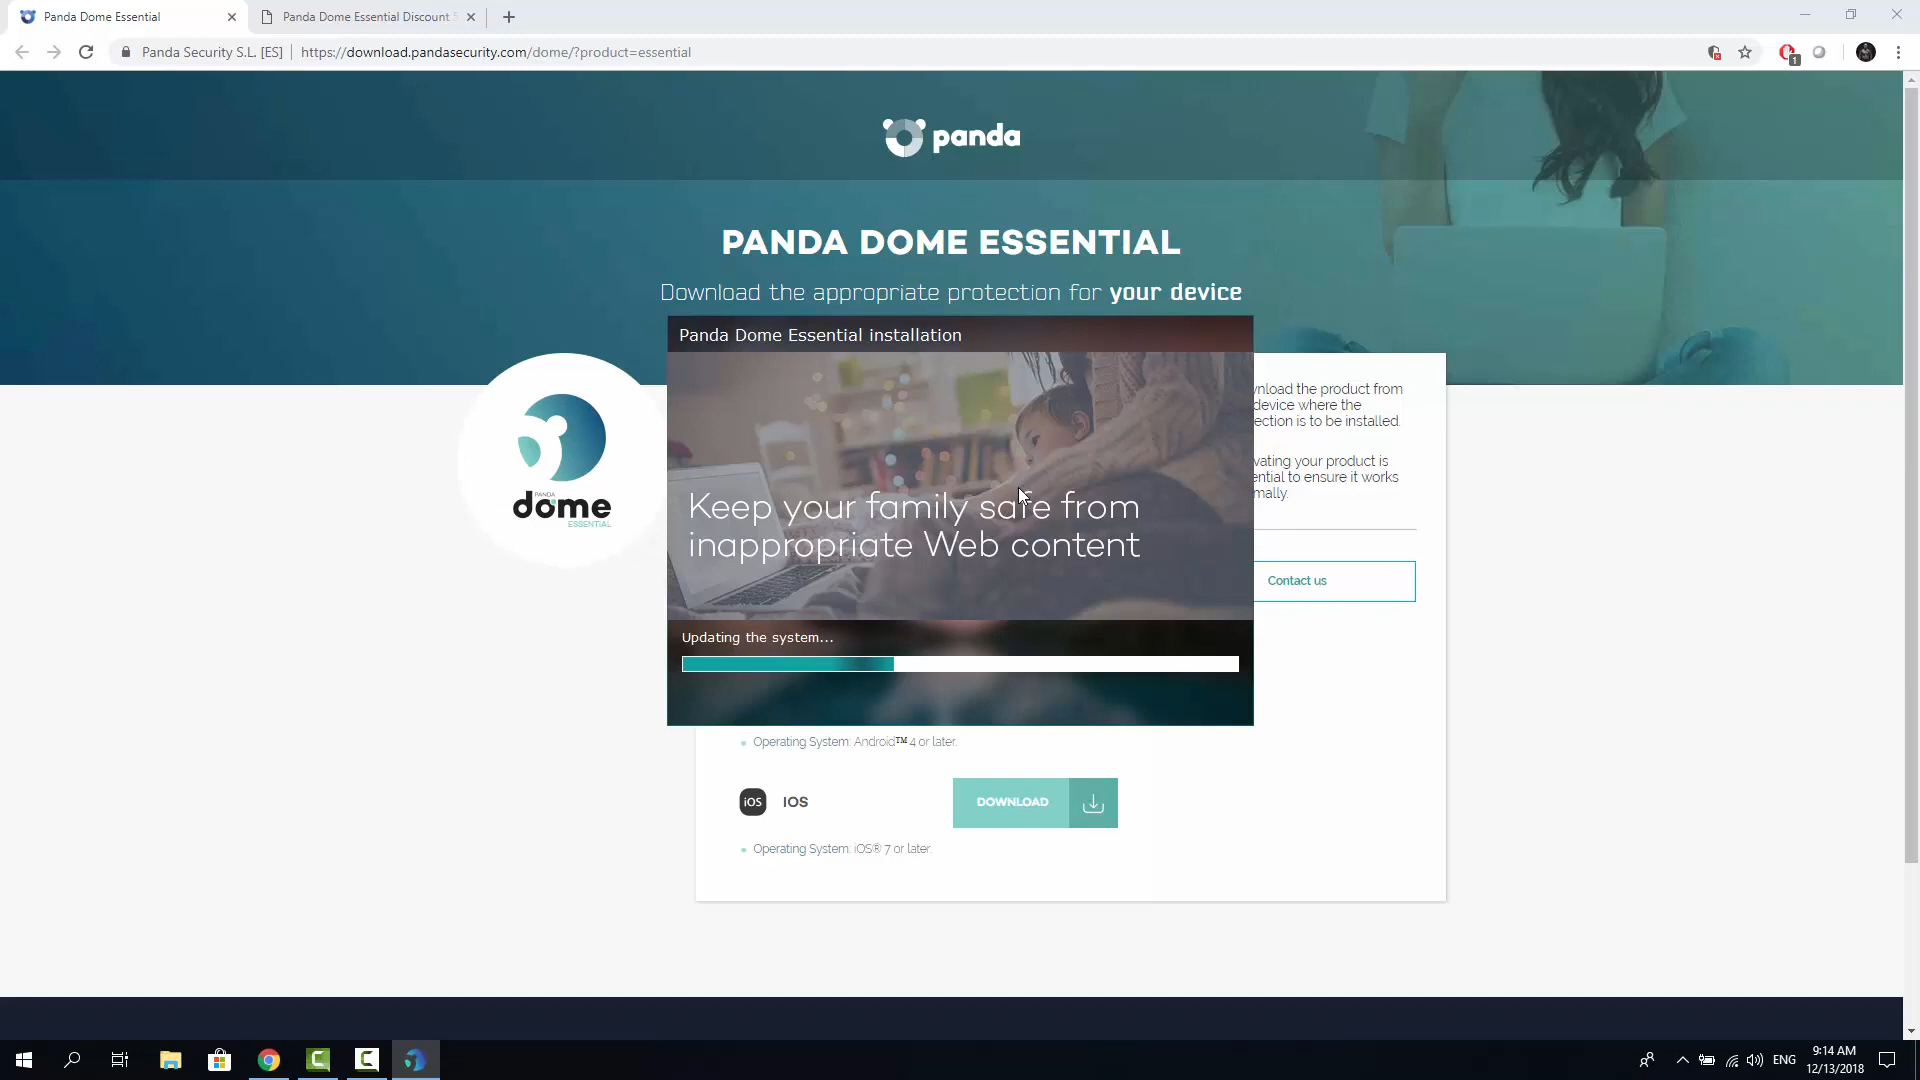 Panda Dome Essential
Panda Dome Essential Discount
Panda Security S.L. [ES]
https://download.pandasecurity.com/dome/?product=essential
1
panda
PANDA DOME ESSENTIAL
Download the appropriate protection for your device
Panda Dome Essential installation
Keep your family safe from
inappropriate Web content
Updating the system...
PANDA
dome
ESSENTIAL
nload the product from
device where the
ection is to be installed.
vating your product is
ential to ensure it works
mally.
Contact us
Operating System: Android™ 4 or later.
iOS
IOS
DOWNLOAD
Operating System: iOS® 7 or later.
ENG
9:14 AM
12/13/2018